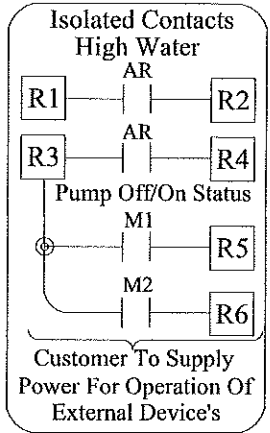 Isolated Contacts
High Water
AR
R1 R2
AR
R3 R4
Pump Off/On Status
M1
R5
M2
R6
Customer To Supply
Power For Operation Of
External Device's